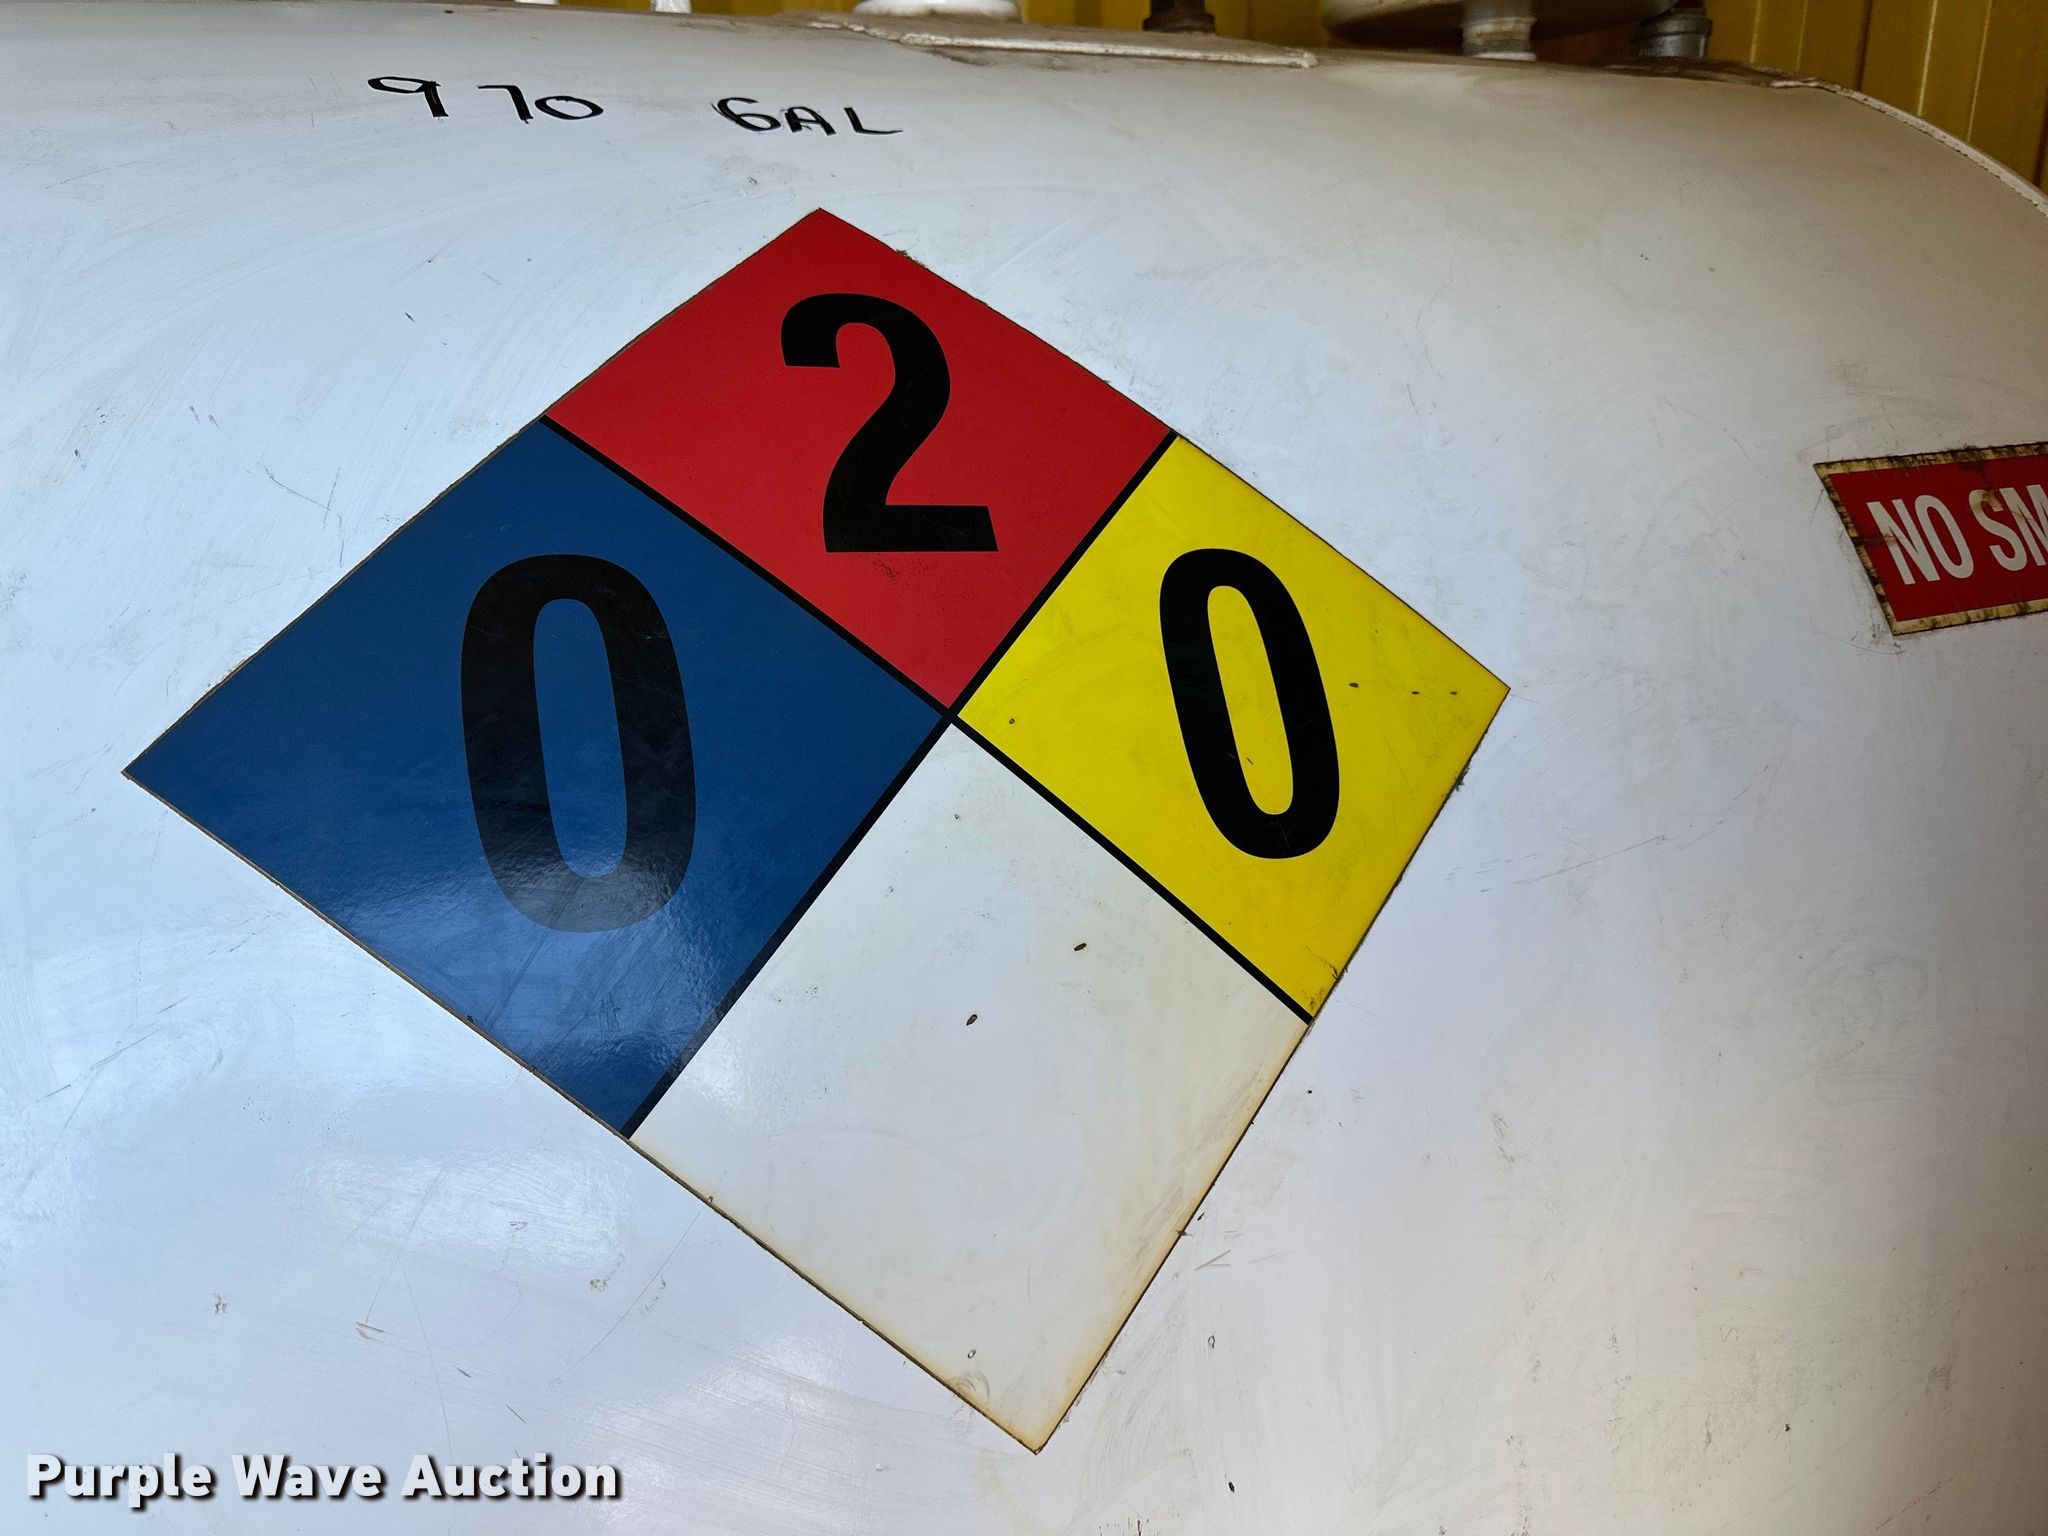 970 GAL
2
0 0
NO SM
Purple Wave Auction